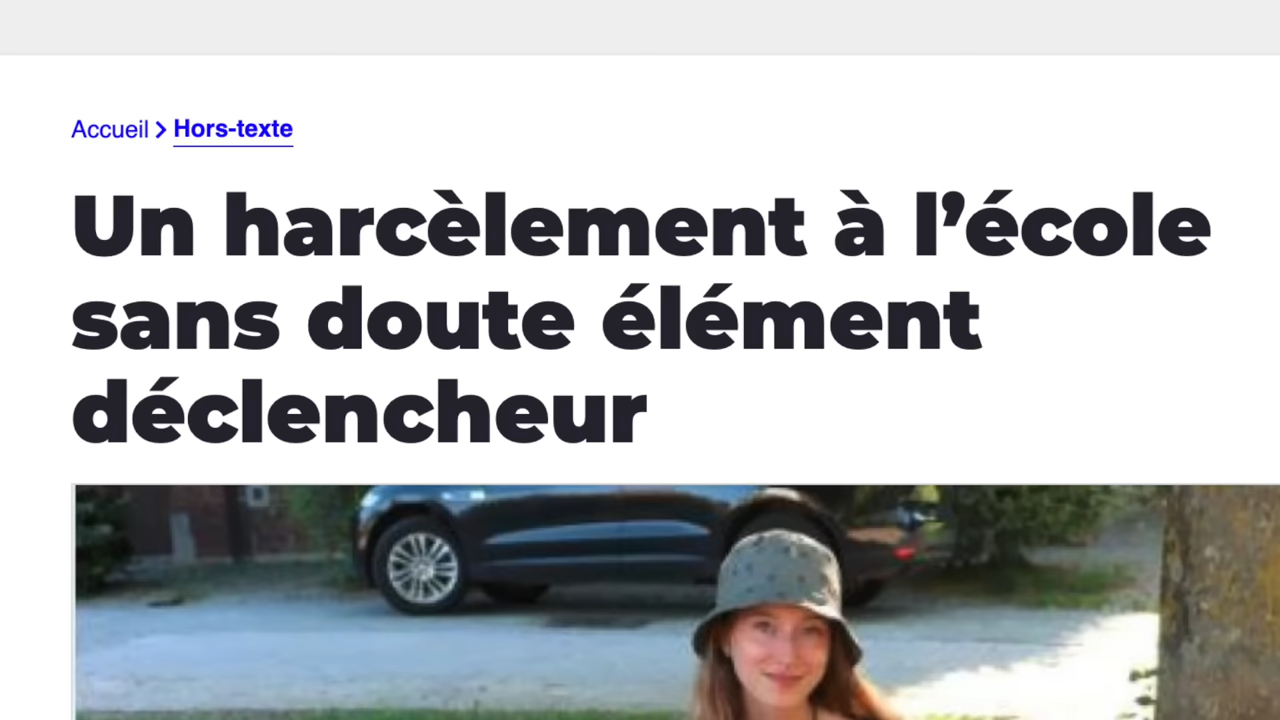 Accueil > Hors-texte
Un harcèlement à l’école
sans doute élément
déclencheur